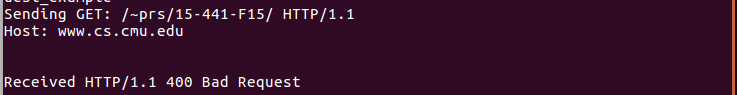 Sending GET: /~prs/15-441-F15/ HTTP/1.1
Host: www.cs.cmu.edu
Received HTTP/1.1 400 Bad Request